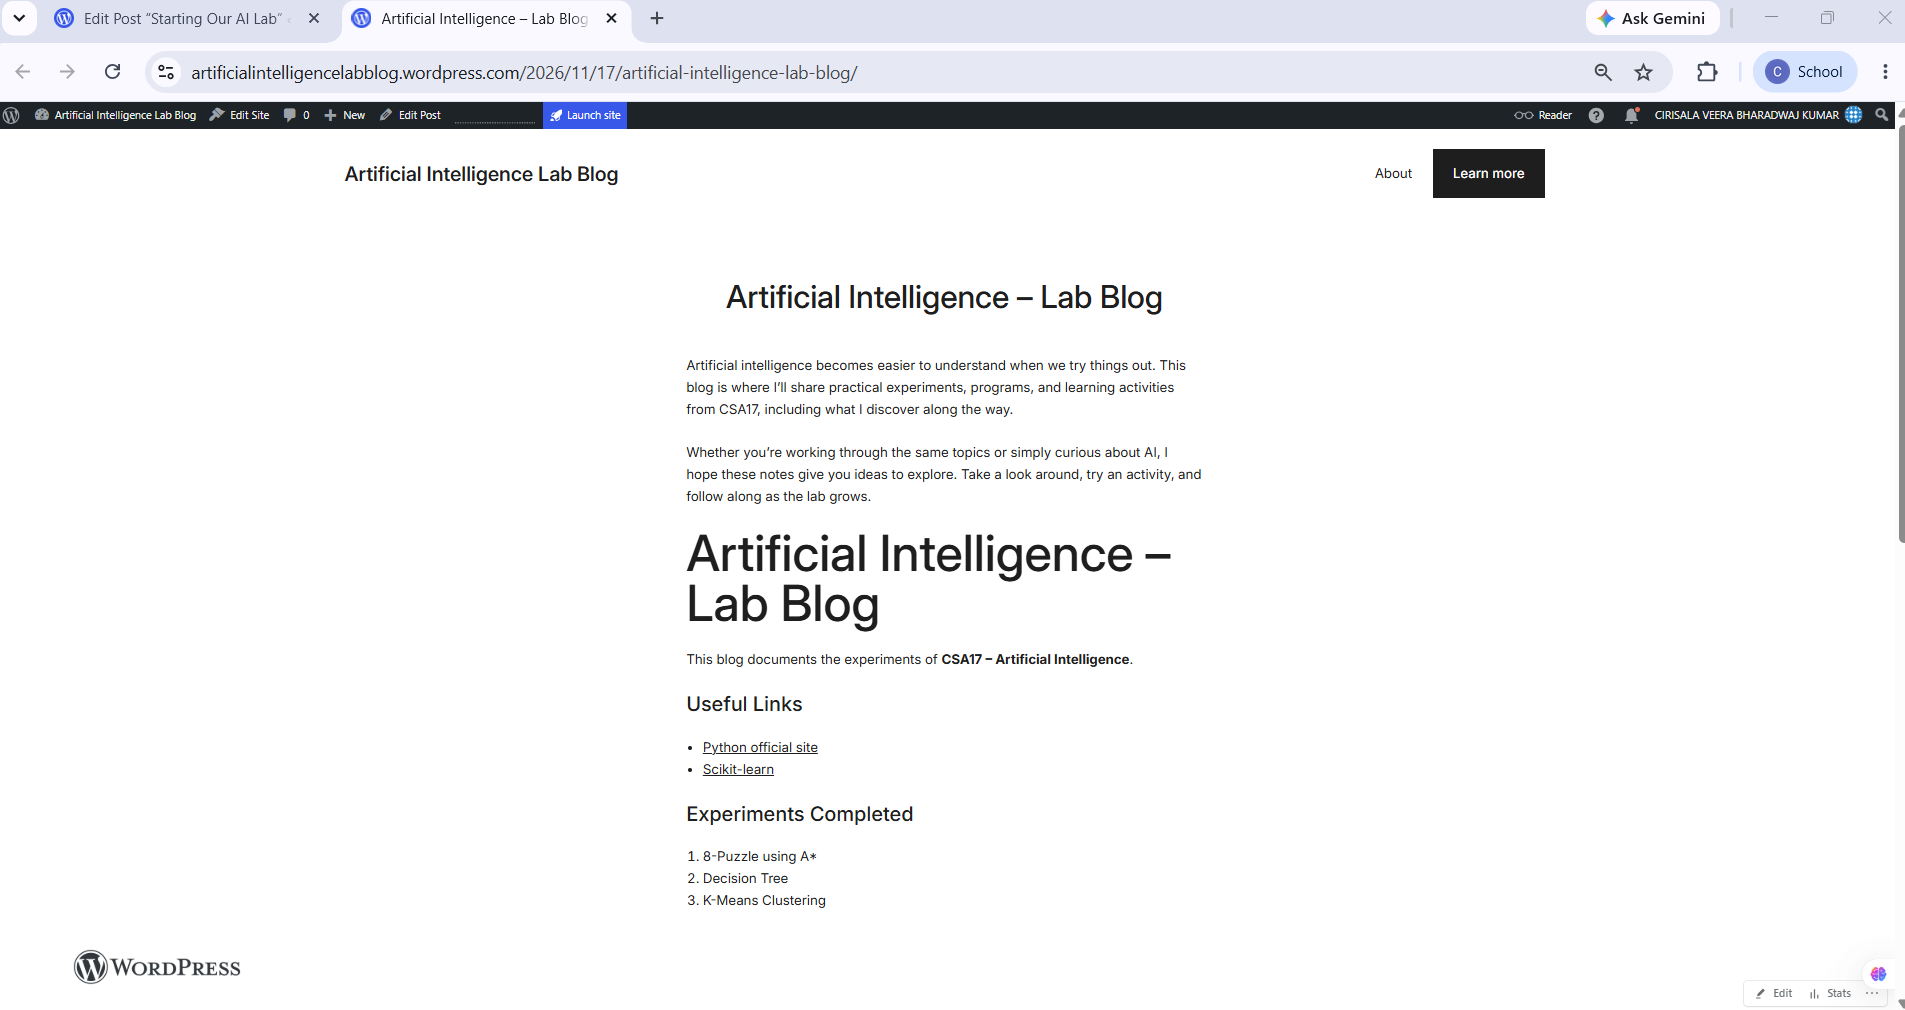 Edit Post “Starting Our AI Lab”
Artificial Intelligence – Lab Blog
Ask Gemini
artificialintelligencelabblog.wordpress.com/2026/11/17/artificial-intelligence-lab-blog/
C School
Artificial Intelligence Lab Blog Edit Site 0 New Edit Post Launch site Reader CIRISALA VEERA BHARADWAJ KUMAR
Artificial Intelligence Lab Blog
About
Learn more
Artificial Intelligence – Lab Blog
Artificial intelligence becomes easier to understand when we try things out. This
blog is where I’ll share practical experiments, programs, and learning activities
from CSA17, including what I discover along the way.
Whether you’re working through the same topics or simply curious about AI, I
hope these notes give you ideas to explore. Take a look around, try an activity, and
follow along as the lab grows.
Artificial Intelligence –
Lab Blog
This blog documents the experiments of CSA17 – Artificial Intelligence.
Useful Links
• Python official site
• Scikit-learn
Experiments Completed
1. 8-Puzzle using A*
2. Decision Tree
3. K-Means Clustering
WORDPRESS
Edit Stats ...